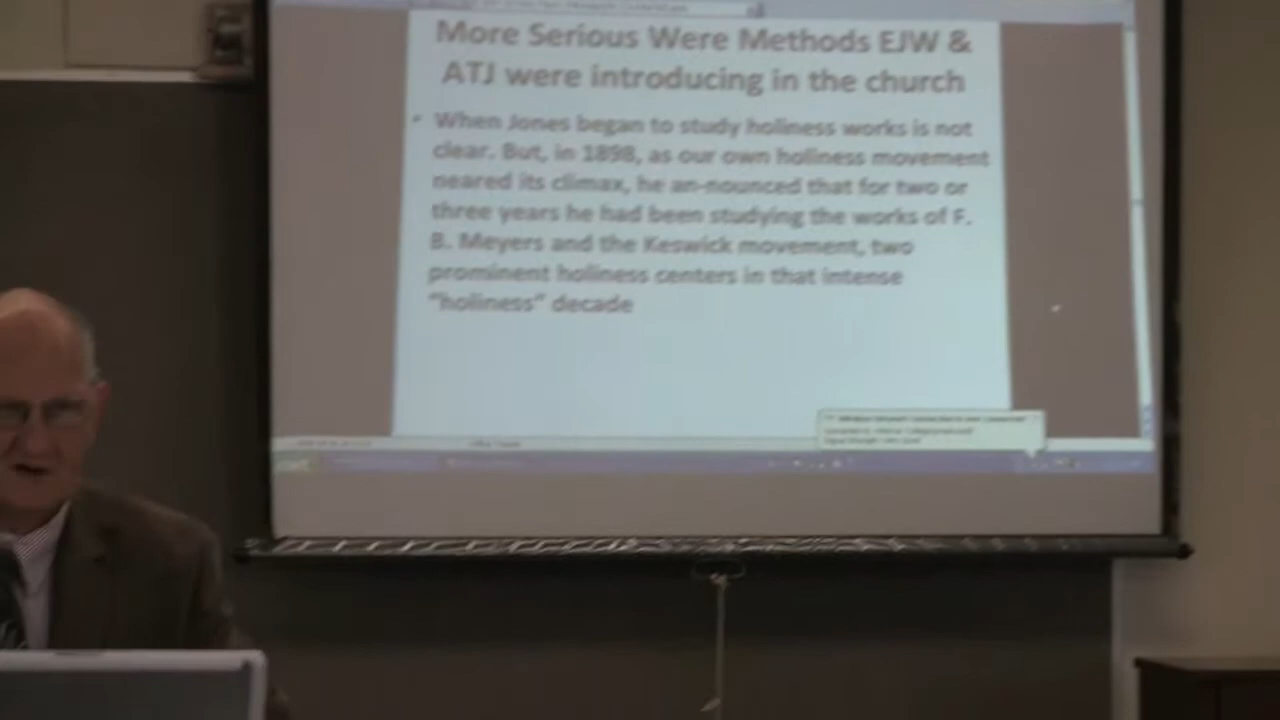 More Serious Were Methods EJW &
ATJ were introducing in the church
• When Jones began to study holiness works is not
clear. But, in 1898, as our own holiness movement
neared its climax, he an-nounced that for two or
three years he had been studying the works of F.
B. Meyers and the Keswick movement, two
prominent holiness centers in that intense
“holiness” decade